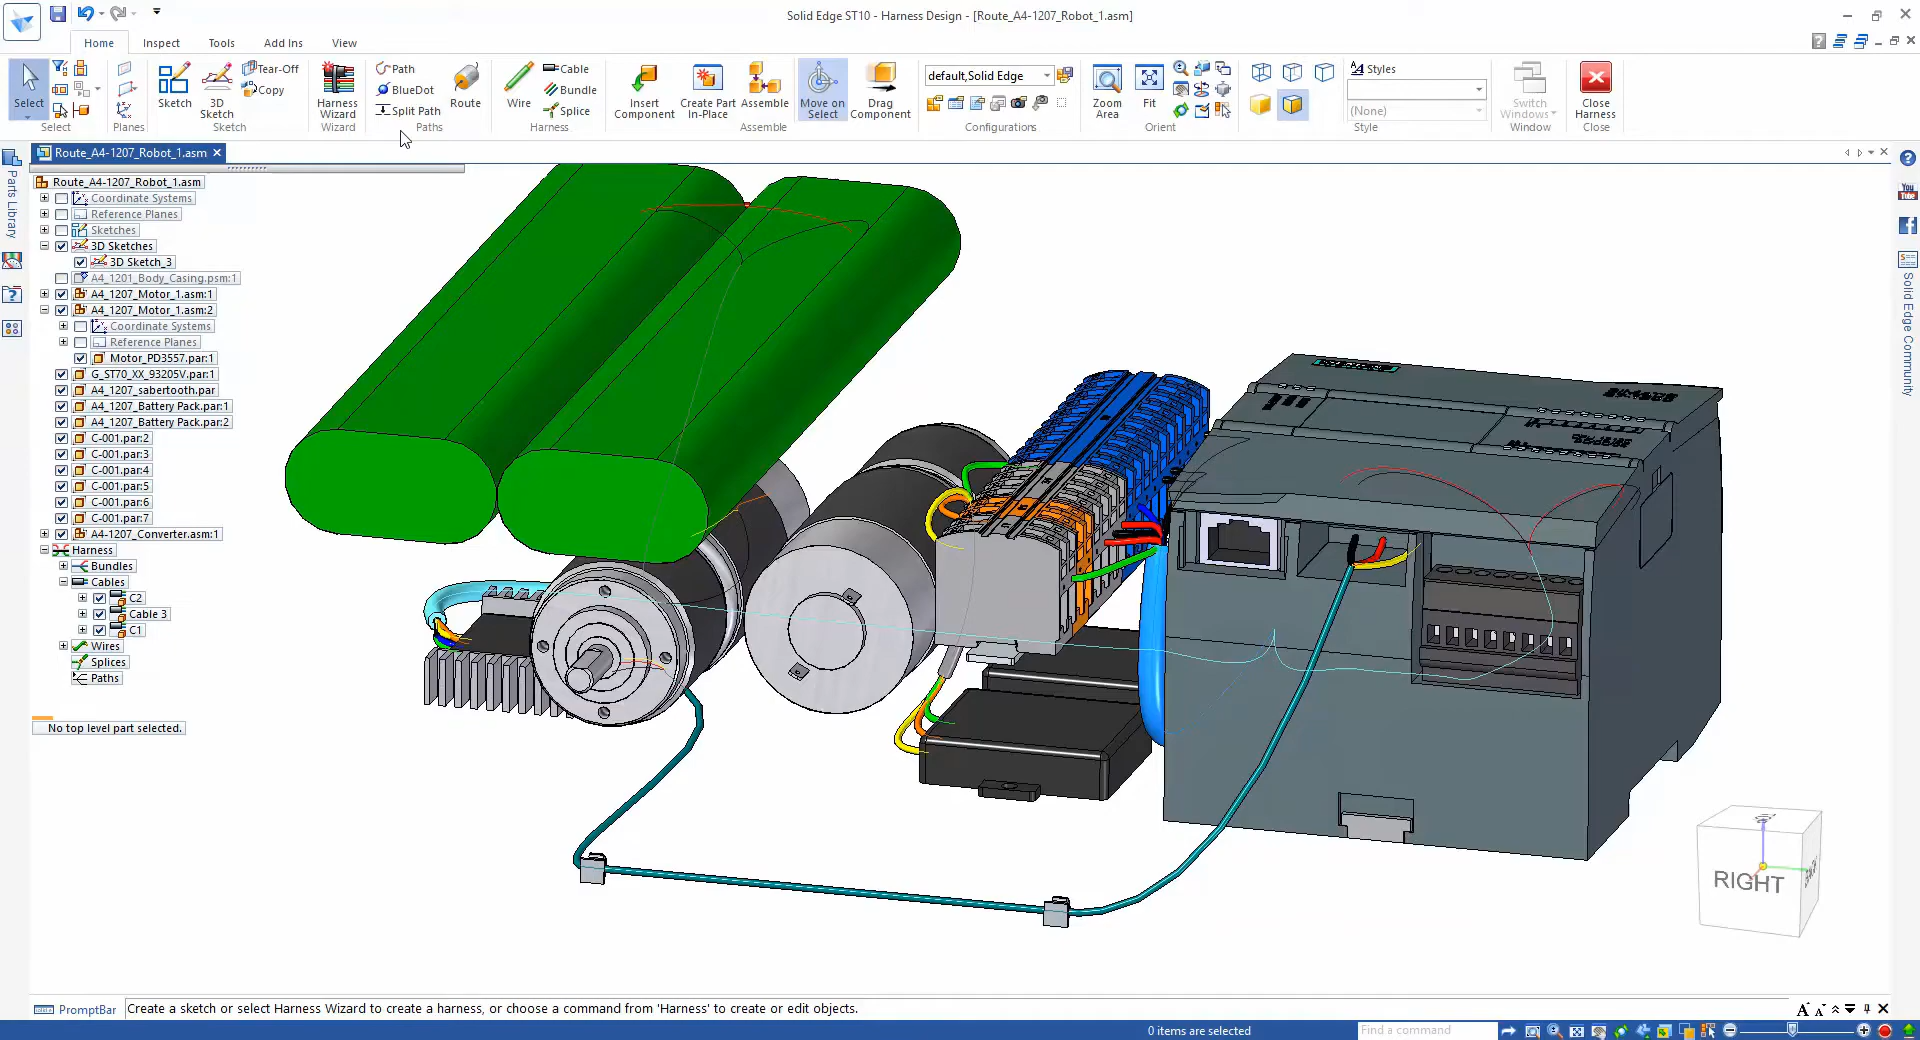 Solid Edge ST10 - Harness Design - [Route_A4-1207_Robot_1.asm]
Home
Inspect
Tools
Add Ins
View
Select
Select
Planes
Sketch
3D Sketch
Tear-Off
Copy
Sketch
Harness Wizard
Wizard
Path
BlueDot
Split Path
Route
Paths
Wire
Cable
Bundle
Splice
Harness
Insert Component
Create Part In-Place
Assemble
Assemble
Move on Select
Drag Component
default,Solid Edge
Configurations
Zoom Area
Fit
Orient
Styles
(None)
Style
Switch Windows
Window
Close Harness
Close
Route_A4-1207_Robot_1.asm
Parts Library
Route_A4-1207_Robot_1.asm
Coordinate Systems
Reference Planes
Sketches
3D Sketches
3D Sketch_3
A4_1201_Body_Casing.psm:1
A4_1207_Motor_1.asm:1
A4_1207_Motor_1.asm:2
Coordinate Systems
Reference Planes
Motor_PD3557.par:1
G_ST70_XX_93205V.par:1
A4_1207_sabertooth.par
A4_1207_Battery Pack.par:1
A4_1207_Battery Pack.par:2
C-001.par:2
C-001.par:3
C-001.par:4
C-001.par:5
C-001.par:6
C-001.par:7
A4-1207_Converter.asm:1
Harness
Bundles
Cables
C2
Cable 3
C1
Wires
Splices
Paths
No top level part selected.
You Tube
Solid Edge Community
RIGHT
PromptBar
Create a sketch or select Harness Wizard to create a harness, or choose a command from 'Harness' to create or edit objects.
0 items are selected
Find a command